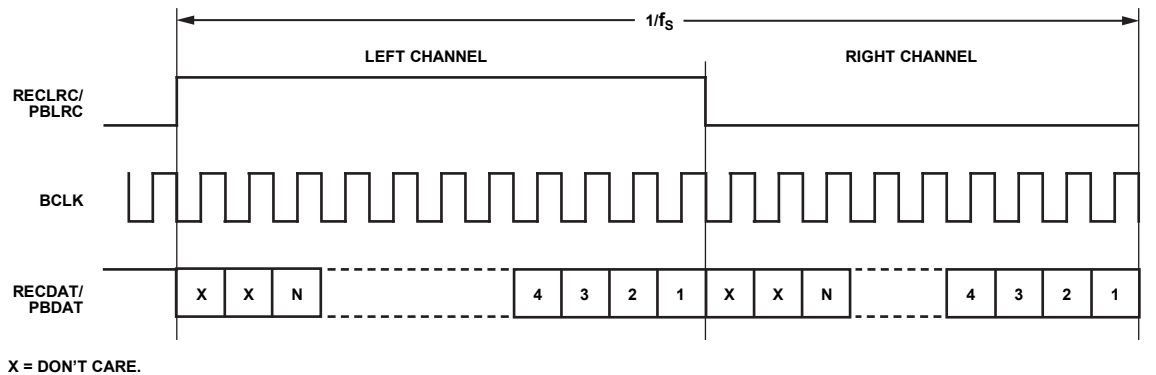 1/fS
LEFT CHANNEL
RIGHT CHANNEL
RECLRC/
PBLRC
BCLK
RECDAT/
PBDAT
X X N 4 3 2 1 X X N 4 3 2 1
X = DON'T CARE.